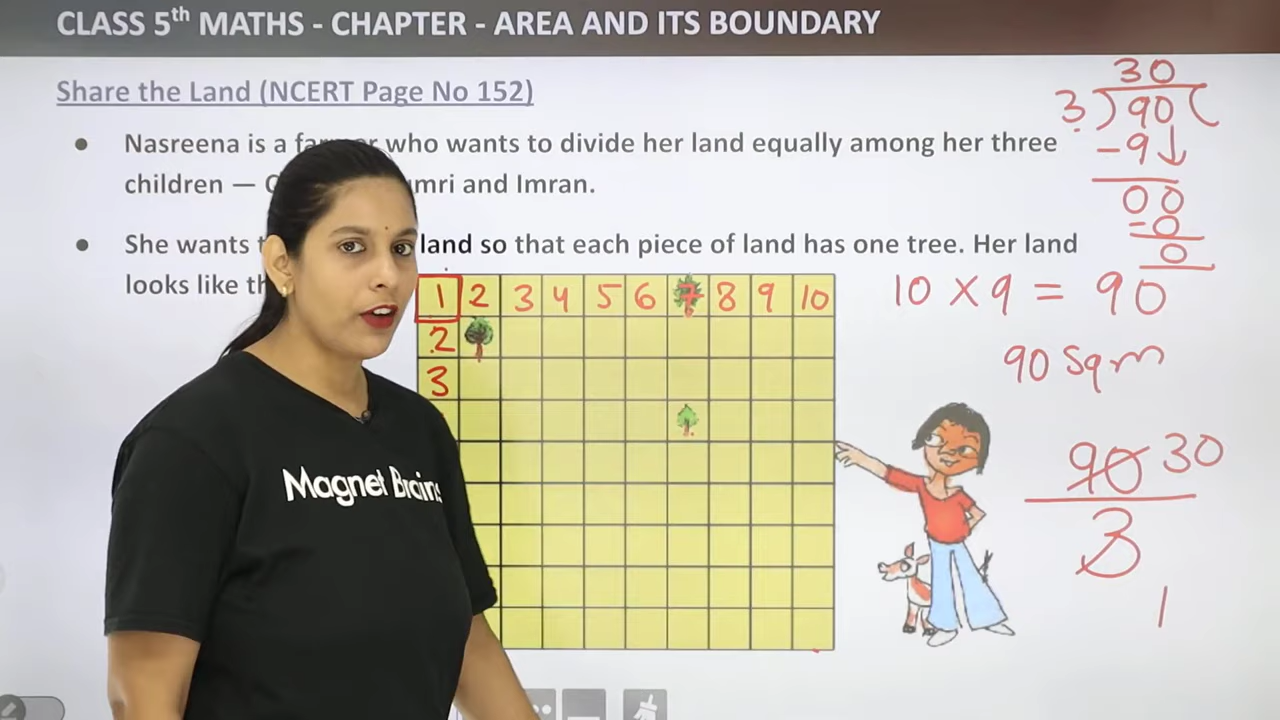 CLASS 5th MATHS - CHAPTER - AREA AND ITS BOUNDARY
Share the Land (NCERT Page No 152)
Nasreena is a farmer who wants to divide her land equally among her three
children — mri and Imran.
She wants land so that each piece of land has one tree. Her land
looks like
1 2 3 4 5 6 7 8 9 10
2
3
30
3)90(
-9↓
00
-0
0
10 × 9 = 90
90 Sqm
90 30
3
1
Magnet Brains